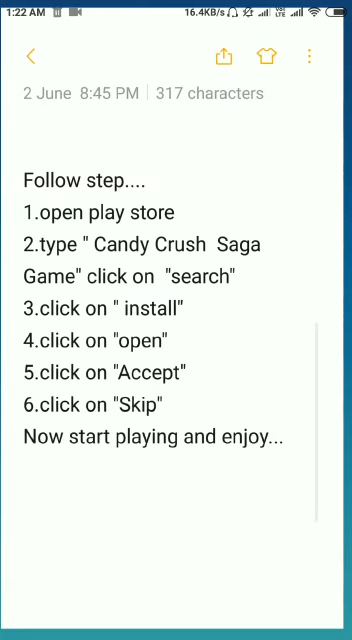 1:22 AM 16.4KB/s VoLTE
2 June 8:45 PM | 317 characters
Follow step....
1.open play store
2.type " Candy Crush  Saga
Game" click on  "search"
3.click on " install"
4.click on "open"
5.click on "Accept"
6.click on "Skip"
Now start playing and enjoy...